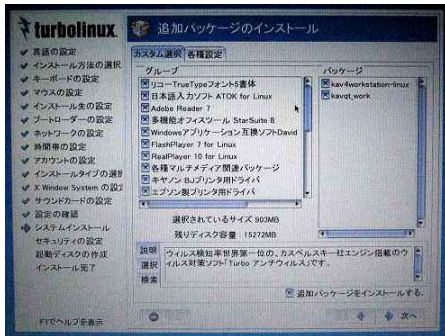 turbolinux
追加パッケージのインストール
言語の設定
インストール方法の選択
キーボードの設定
マウスの設定
インストール先の設定
ブートローダーの設定
ネットワークの設定
時間帯の設定
アカウントの設定
インストールタイプの選択
X Window System の設定
サウンドカードの設定
設定の確認
システムインストール
セキュリティの設定
起動ディスクの作成
インストール完了
F1でヘルプを表示
カスタム選択 各種設定
グループ
リコーTrueTypeフォント5書体
日本語入力ソフト ATOK for Linux
Adobe Reader 7
多機能オフィスツール StarSuite 8
Windowsアプリケーション互換ソフトDavid
FlashPlayer 7 for Linux
RealPlayer 10 for Linux
各種マルチメディア関連パッケージ
キヤノン BJプリンタ用ドライバ
エプソン製プリンタ用ドライバ
パッケージ
kav4workstation-linux
kavqt_work
選択されているサイズ 903MB
残りディスク容量 : 15272MB
説明
選択
検索
ウィルス検知率世界第一位の、カスペルスキー社エンジン搭載のウィルス対策ソフト「Turbo アンチウィルス」です。
追加パッケージをインストールする.
次へ